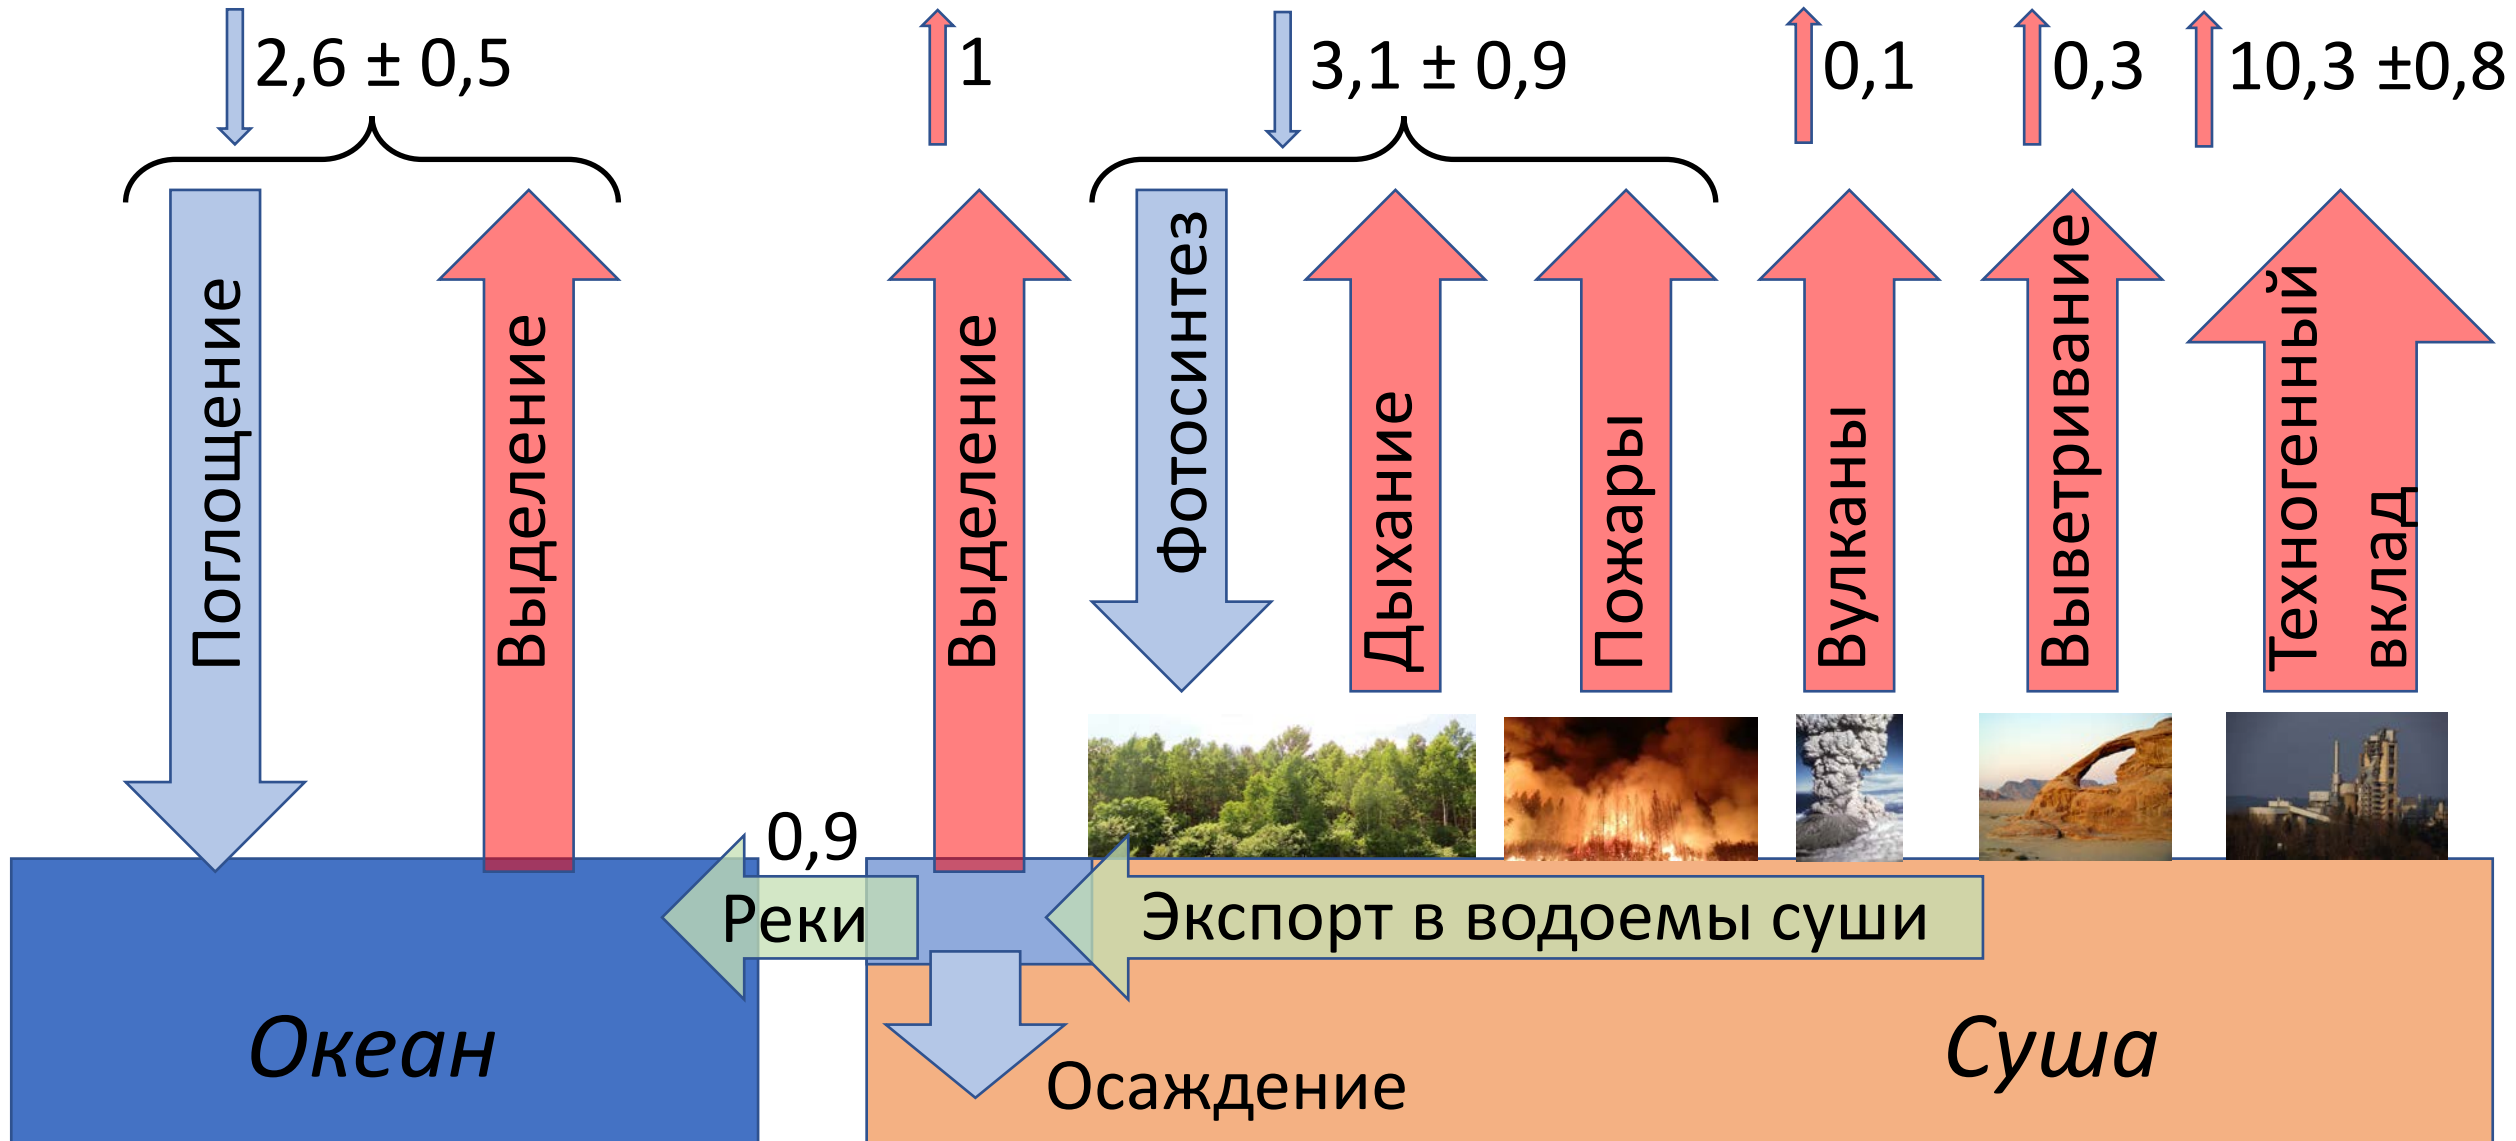 2,6 ± 0,5
1
3,1 ± 0,9
0,1
0,3
10,3 ±0,8
Поглощение
Выделение
Выделение
Фотосинтез
Дыхание
Пожары
Вулканы
Выветривание
Техногенный
вклад
0,9
Реки
Экспорт в водоемы суши
Океан
Осаждение
Суша